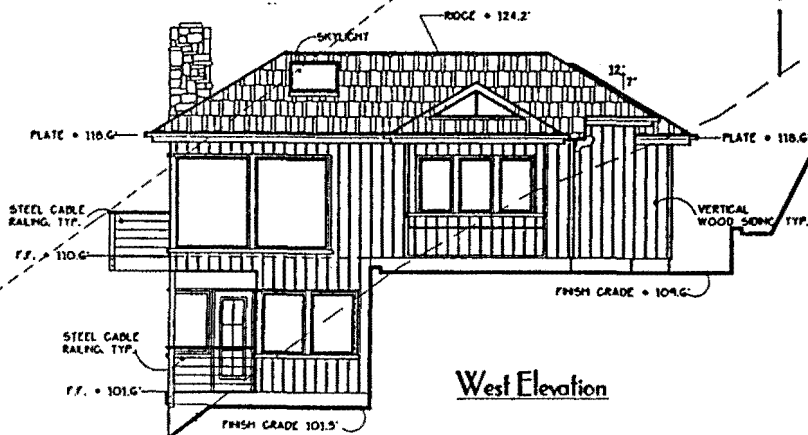 RIDGE + 124.2'
SKYLIGHT
12'
7'
PLATE + 118.6'
PLATE + 118.6'
STEEL CABLE
RAILING, TYP.
VERTICAL
WOOD SIDING, TYP.
F.F. + 110.6'
FINISH GRADE + 109.6'
STEEL CABLE
RAILING, TYP.
West Elevation
F.F. + 101.6'
FINISH GRADE 101.5'